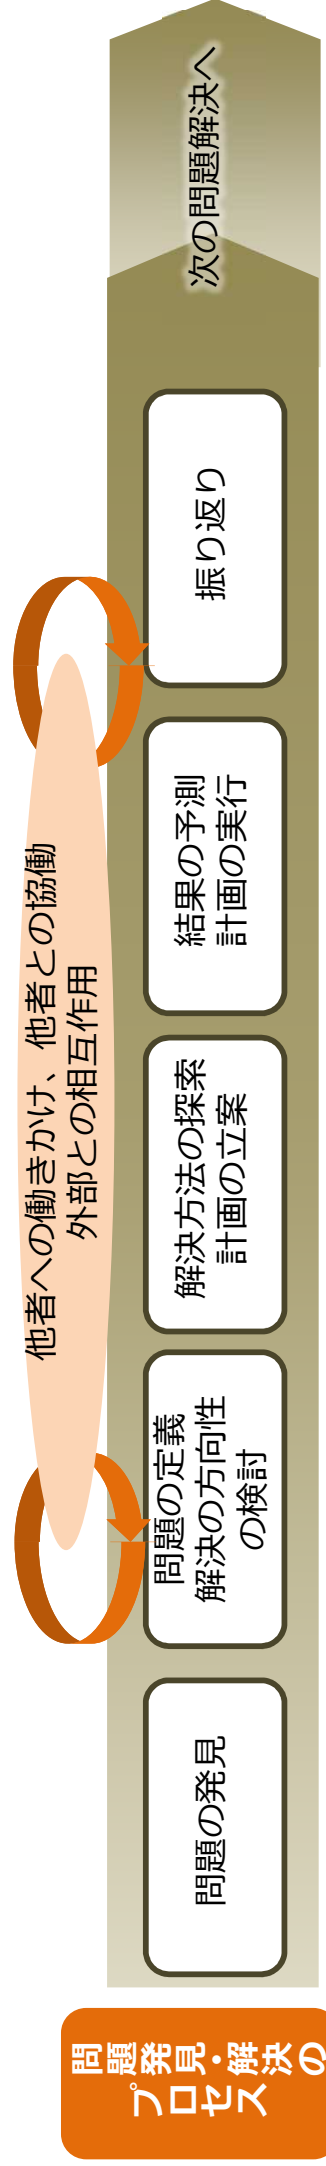 問題発見・解決の
プロセス
問題の発見
問題の定義
解決の方向性
の検討
解決方法の探索
計画の立案
結果の予測
計画の実行
振り返り
次の問題解決へ
他者への働きかけ、他者との協働
外部との相互作用